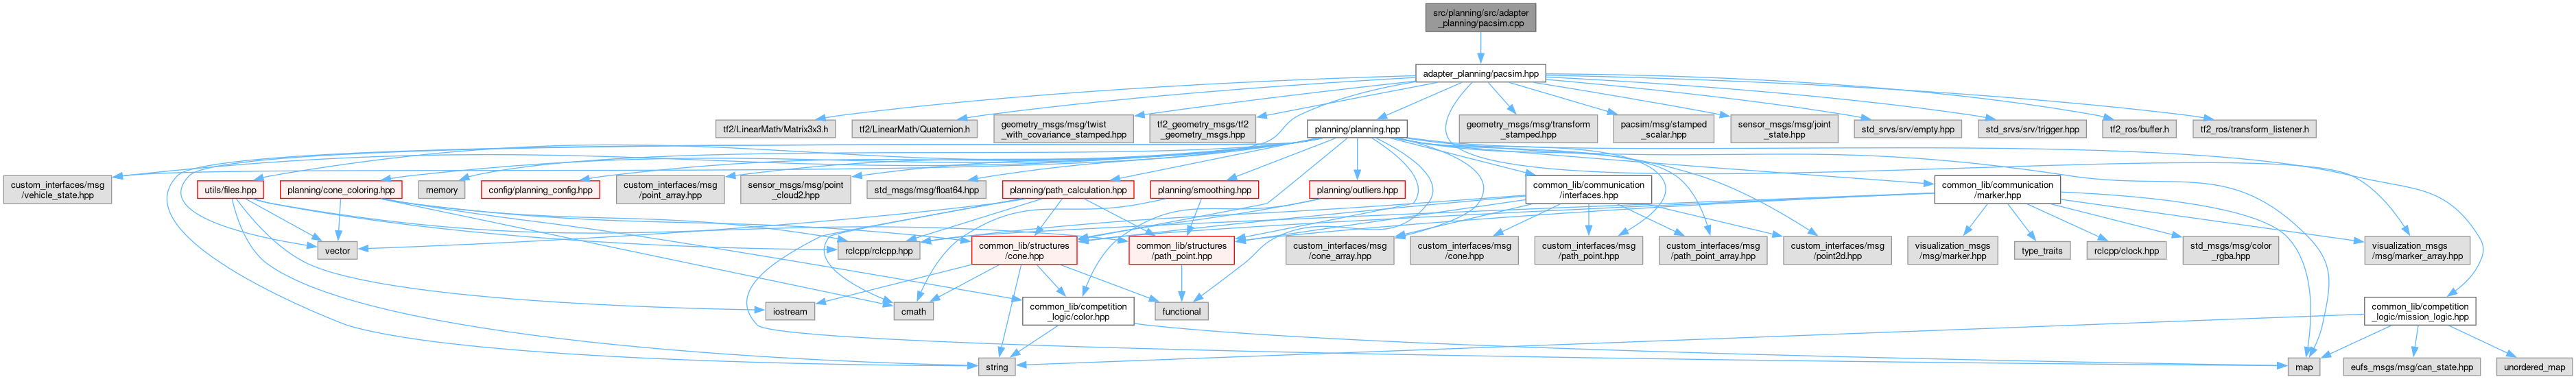 src/planning/src/adapter
_planning/pacsim.cpp
adapter_planning/pacsim.hpp
tf2/LinearMath/Matrix3x3.h
tf2/LinearMath/Quaternion.h
geometry_msgs/msg/twist
_with_covariance_stamped.hpp
tf2_geometry_msgs/tf2
_geometry_msgs.hpp
planning/planning.hpp
geometry_msgs/msg/transform
_stamped.hpp
pacsim/msg/stamped
_scalar.hpp
sensor_msgs/msg/joint
_state.hpp
std_srvs/srv/empty.hpp
std_srvs/srv/trigger.hpp
tf2_ros/buffer.h
tf2_ros/transform_listener.h
custom_interfaces/msg
/vehicle_state.hpp
utils/files.hpp
planning/cone_coloring.hpp
memory
config/planning_config.hpp
custom_interfaces/msg
/point_array.hpp
sensor_msgs/msg/point
_cloud2.hpp
std_msgs/msg/float64.hpp
planning/path_calculation.hpp
planning/smoothing.hpp
planning/outliers.hpp
common_lib/communication
/interfaces.hpp
common_lib/communication
/marker.hpp
vector
rclcpp/rclcpp.hpp
common_lib/structures
/cone.hpp
common_lib/structures
/path_point.hpp
custom_interfaces/msg
/cone_array.hpp
custom_interfaces/msg
/cone.hpp
custom_interfaces/msg
/path_point.hpp
custom_interfaces/msg
/path_point_array.hpp
custom_interfaces/msg
/point2d.hpp
visualization_msgs
/msg/marker.hpp
type_traits
rclcpp/clock.hpp
std_msgs/msg/color
_rgba.hpp
visualization_msgs
/msg/marker_array.hpp
iostream
cmath
common_lib/competition
_logic/color.hpp
functional
common_lib/competition
_logic/mission_logic.hpp
string
map
eufs_msgs/msg/can_state.hpp
unordered_map